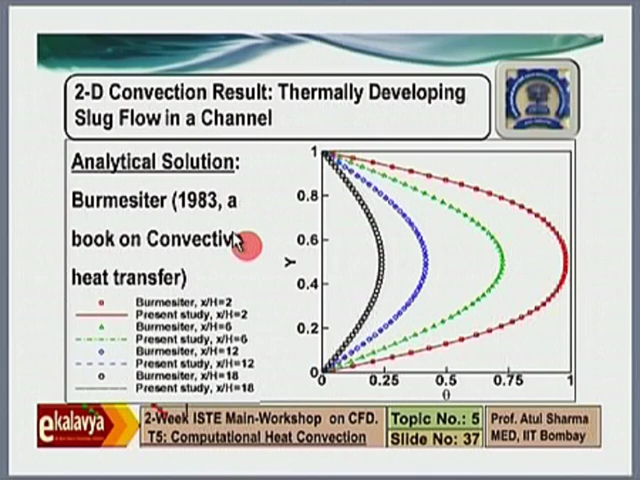 2-D Convection Result: Thermally Developing
Slug Flow in a Channel
Analytical Solution:
Burmesiter (1983, a
book on Convectiv
heat transfer)
Burmesiter, x/H=2
Present study, x/H=2
Burmesiter, x/H=6
Present study, x/H=6
Burmesiter, x/H=12
Present study, x/H=12
Burmesiter, x/H=18
Present study, x/H=18
1
0.8
0.6
Y
0.4
0.2
0
0
0.25
0.5
0.75
1
θ
ekalavya
2-Week ISTE Main-Workshop on CFD.
T5: Computational Heat Convection
Topic No.: 5
Slide No: 37
Prof. Atul Sharma
MED, IIT Bombay